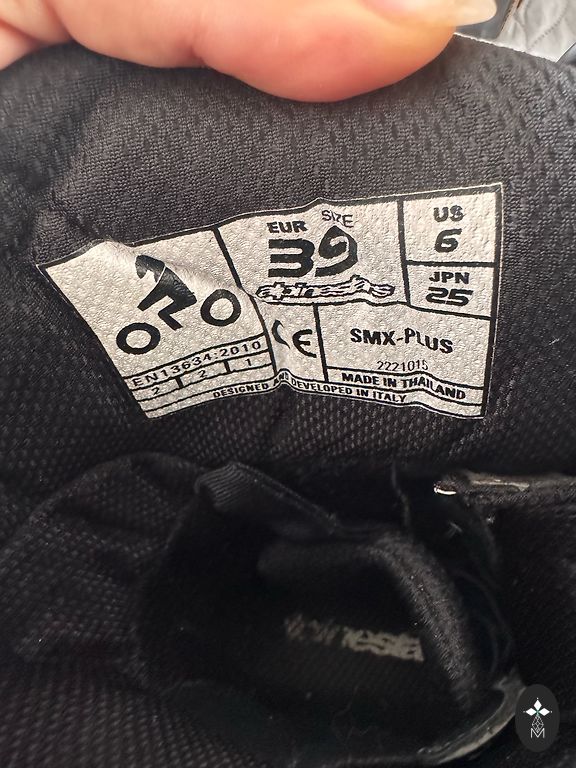 EUR SIZE
39
alpinestars
US
6
JPN
25
CE
SMX-PLUS
2221015
EN13634:2010
2 2 1
MADE IN THAILAND
DESIGNED AND DEVELOPED IN ITALY
M